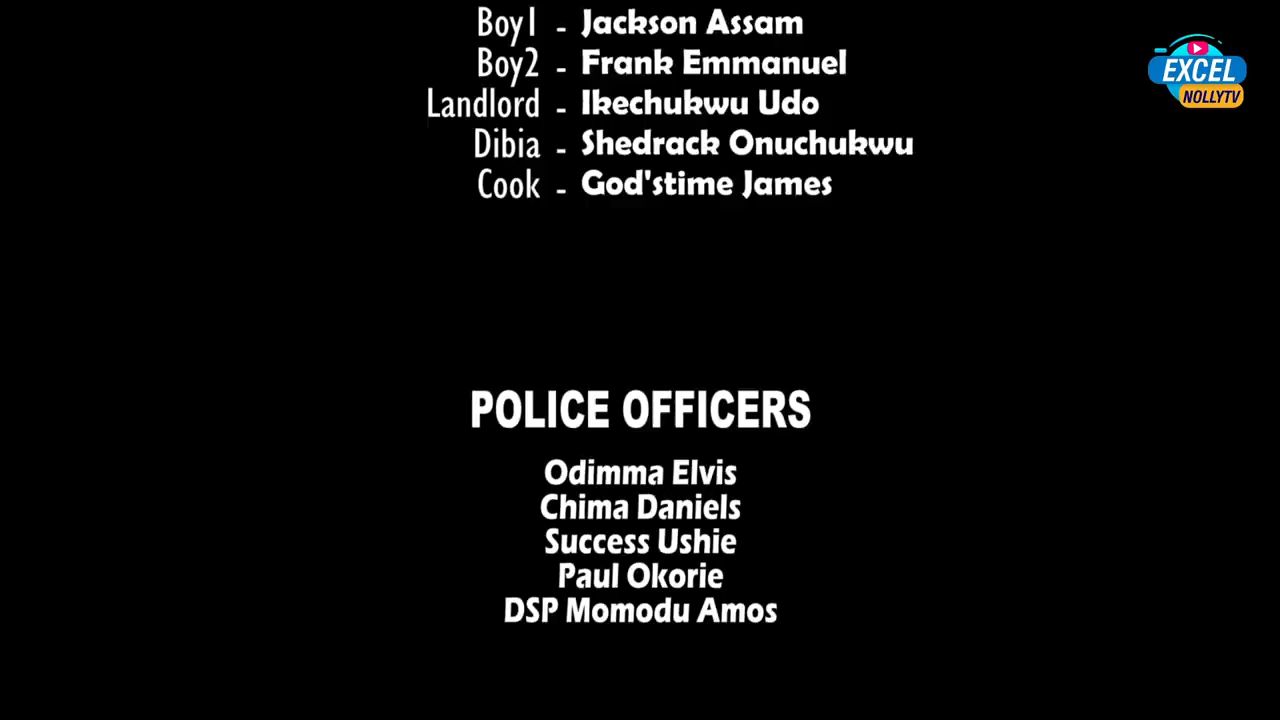 Boy1 - Jackson Assam
Boy2 - Frank Emmanuel
Landlord - Ikechukwu Udo
Dibia - Shedrack Onuchukwu
Cook - God'stime James
EXCEL
NOLLYTV
POLICE OFFICERS
Odimma Elvis
Chima Daniels
Success Ushie
Paul Okorie
DSP Momodu Amos